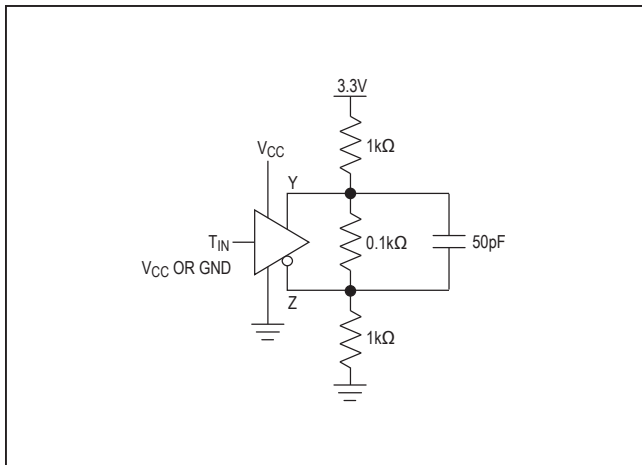 3.3V
1kΩ
VCC
Y
0.1kΩ
50pF
TIN
VCC OR GND
Z
1kΩ